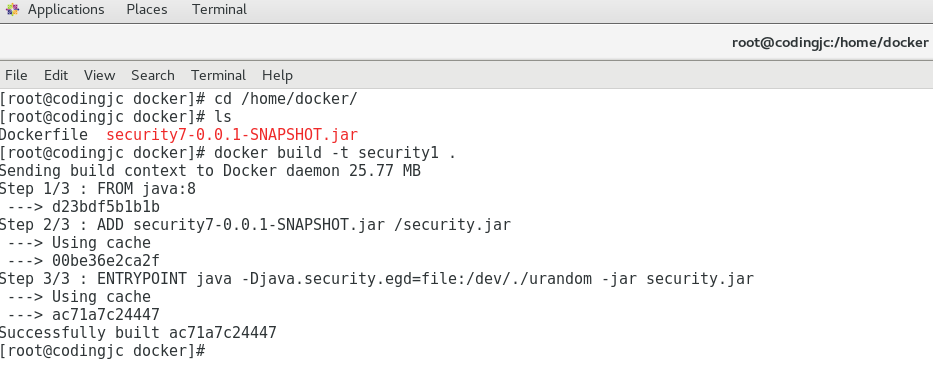 Applications Places Terminal
root@codingjc:/home/docker
File Edit View Search Terminal Help
[root@codingjc docker]# cd /home/docker/
[root@codingjc docker]# ls
Dockerfile  security7-0.0.1-SNAPSHOT.jar
[root@codingjc docker]# docker build -t security1 .
Sending build context to Docker daemon 25.77 MB
Step 1/3 : FROM java:8
 ---> d23bdf5b1b1b
Step 2/3 : ADD security7-0.0.1-SNAPSHOT.jar /security.jar
 ---> Using cache
 ---> 00be36e2ca2f
Step 3/3 : ENTRYPOINT java -Djava.security.egd=file:/dev/./urandom -jar security.jar
 ---> Using cache
 ---> ac71a7c24447
Successfully built ac71a7c24447
[root@codingjc docker]#